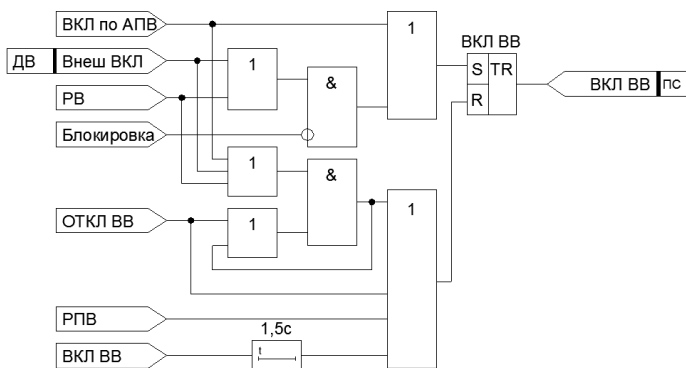 ВКЛ по АПВ
1
ВКЛ ВВ
ДВ Внеш ВКЛ
1
S TR
&
РВ
ВКЛ ВВ ПС
R
Блокировка
1
&
ОТКЛ ВВ
1
1
РПВ
1,5с
ВКЛ ВВ
t